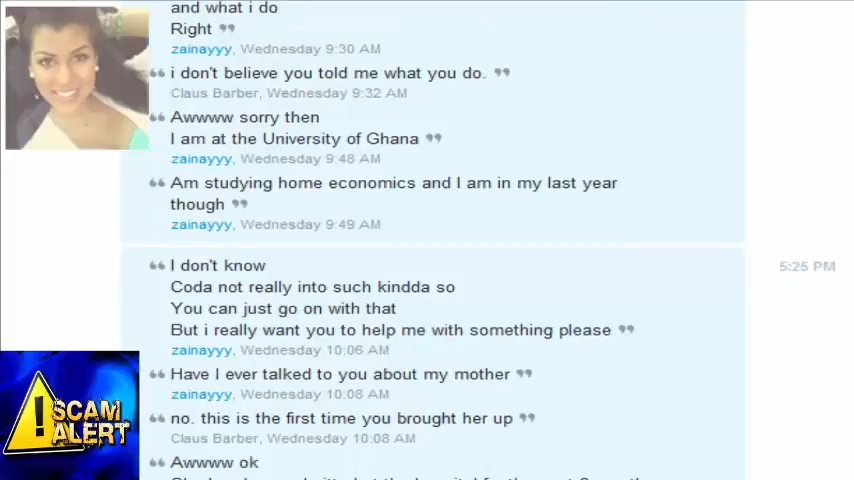 and what i do
Right ❞
zainayyy, Wednesday 9:30 AM
❝ i don't believe you told me what you do. ❞
Claus Barber, Wednesday 9:32 AM
❝ Awwww sorry then
I am at the University of Ghana ❞
zainayyy, Wednesday 9:48 AM
❝ Am studying home economics and I am in my last year
though ❞
zainayyy, Wednesday 9:49 AM
❝ I don't know
5:25 PM
Coda not really into such kindda so
You can just go on with that
But i really want you to help me with something please ❞
zainayyy, Wednesday 10:06 AM
❝ Have I ever talked to you about my mother ❞
zainayyy, Wednesday 10:08 AM
❝ no. this is the first time you brought her up ❞
Claus Barber, Wednesday 10:08 AM
❝ Awwww ok
SCAM
ALERT